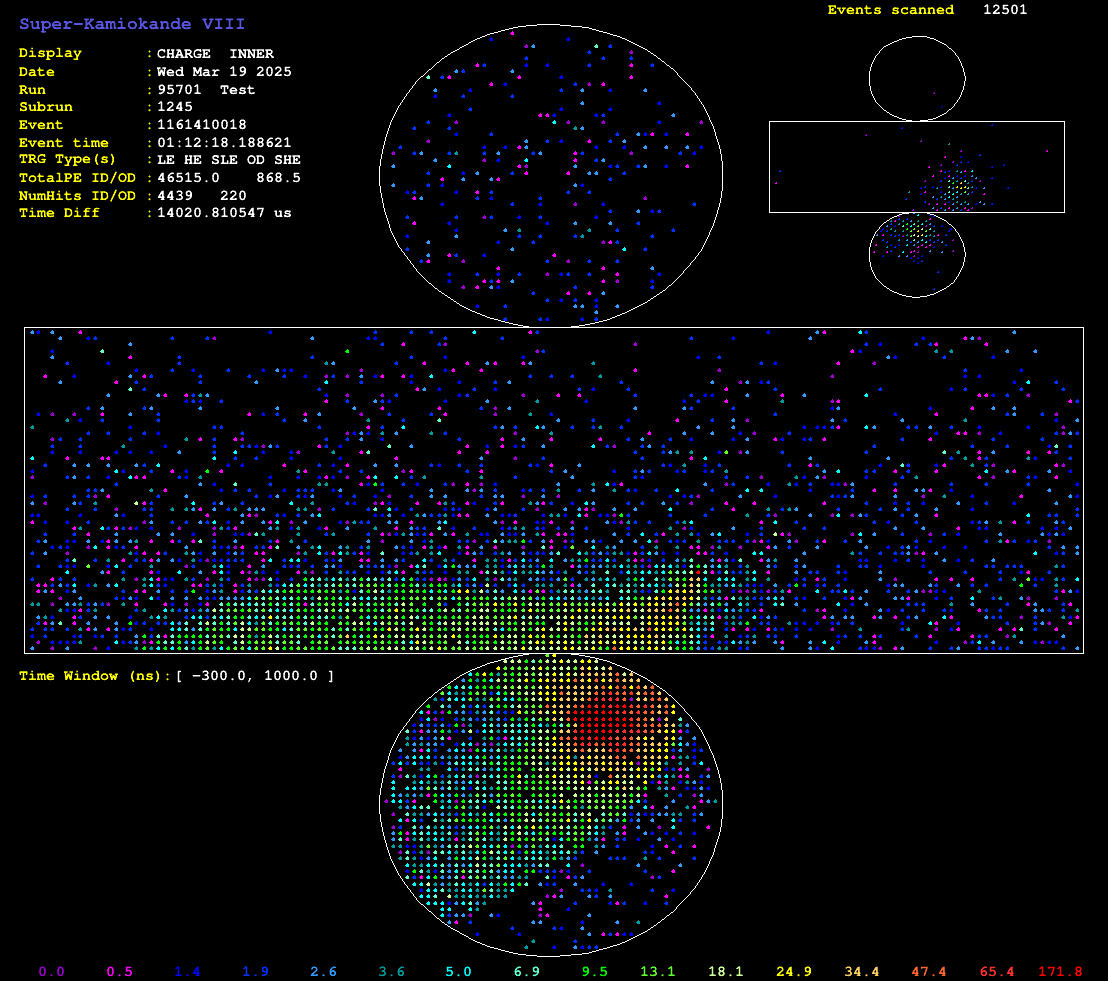 Super-Kamiokande VIII
Events scanned 12501
Display : CHARGE INNER
Date : Wed Mar 19 2025
Run : 95701 Test
Subrun : 1245
Event : 1161410018
Event time : 01:12:18.188621
TRG Type(s) : LE HE SLE OD SHE
TotalPE ID/OD : 46515.0 868.5
NumHits ID/OD : 4439 220
Time Diff : 14020.810547 us
Time Window (ns): [ -300.0, 1000.0 ]
0.0 0.5 1.4 1.9 2.6 3.6 5.0 6.9 9.5 13.1 18.1 24.9 34.4 47.4 65.4 171.8